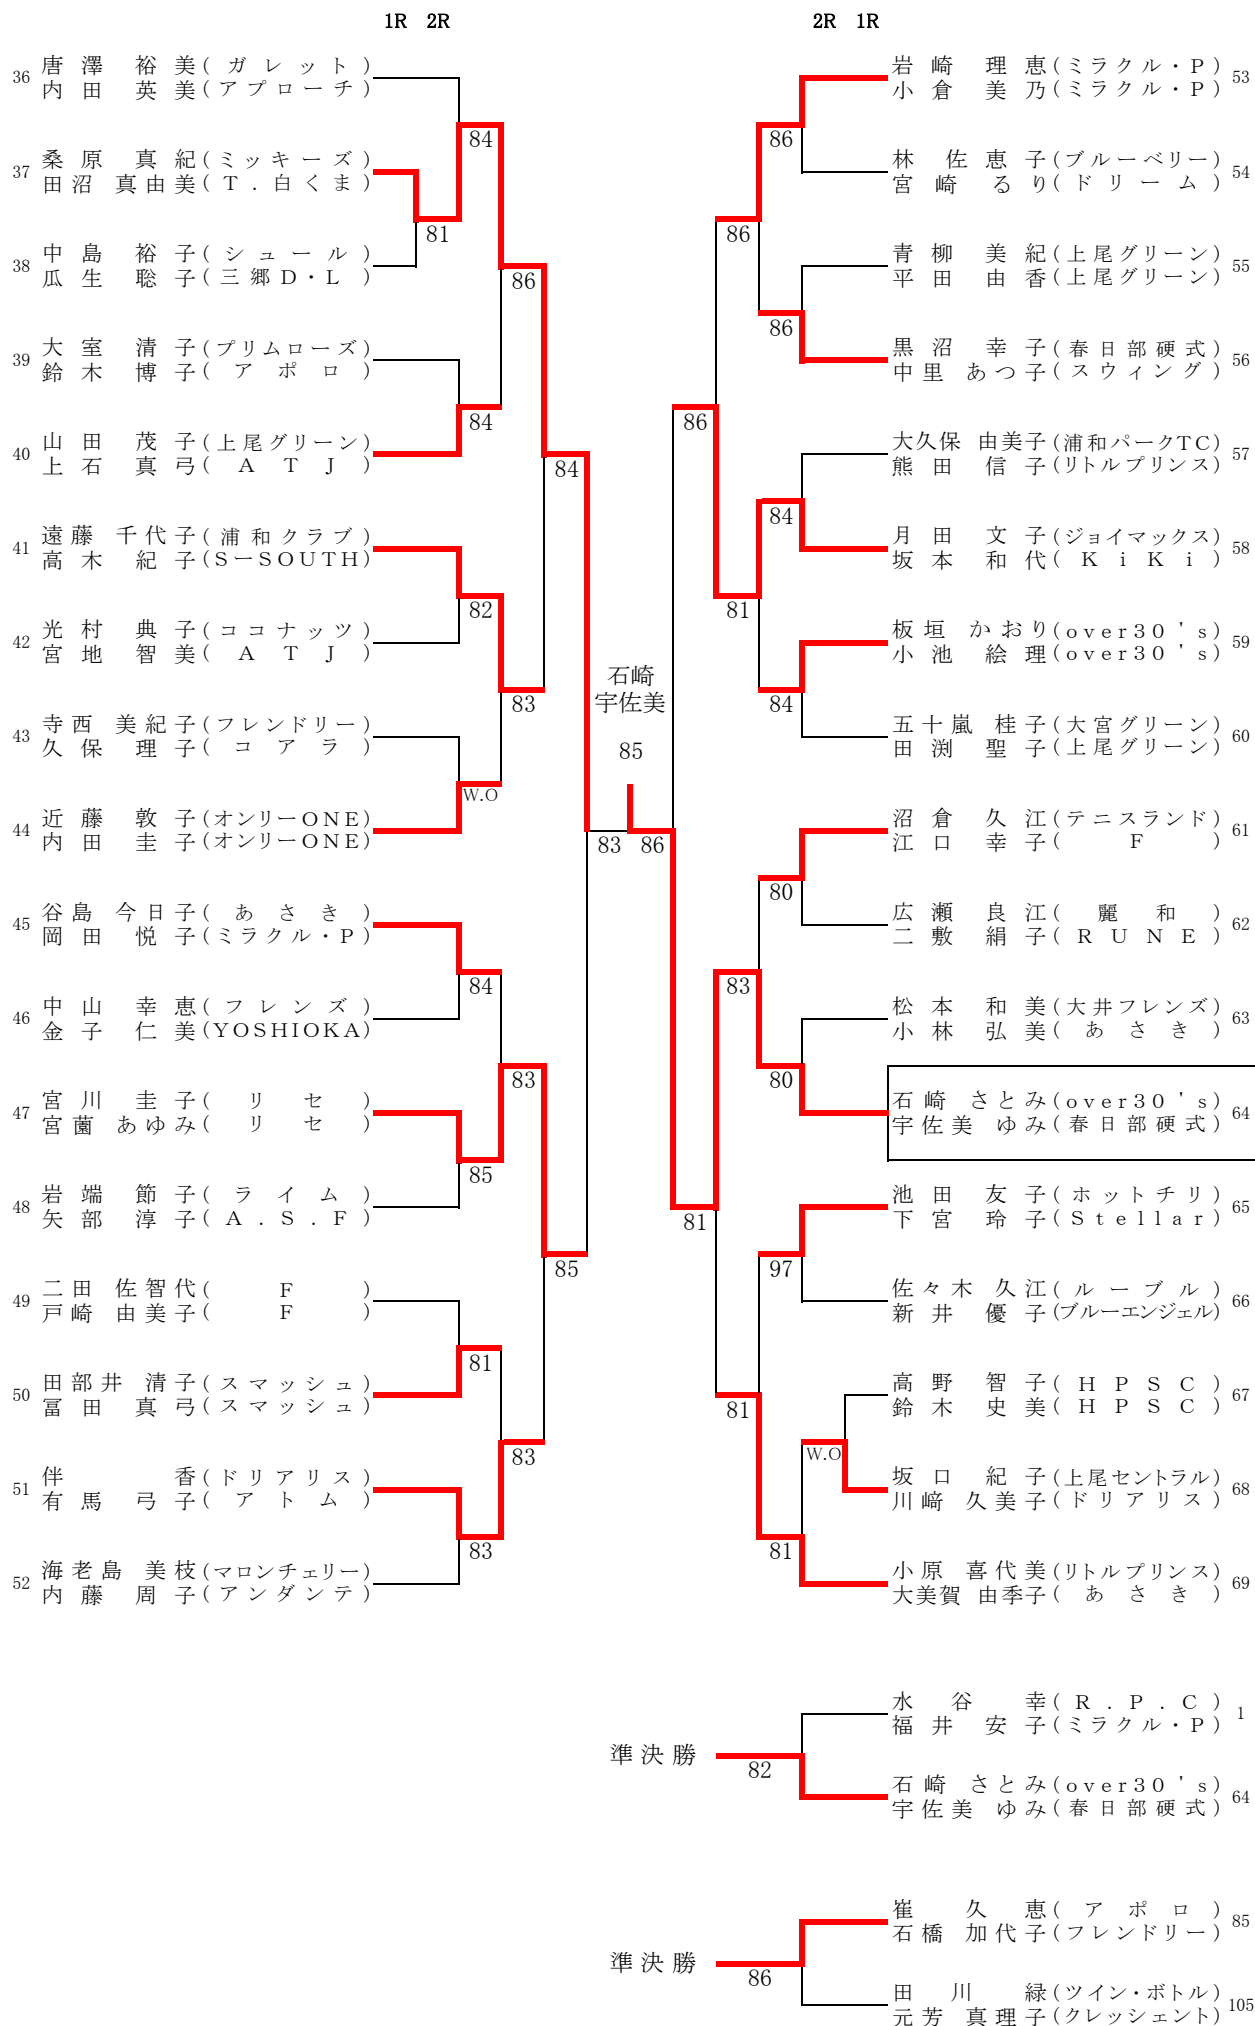 1R 2R
36 唐澤 裕美(ガレット)
内田 英美(アプローチ)
84
37 桑原 真紀(ミッキーズ)
田沼 真由美(T.白くま)
81
38 中島 裕子(シュール)
瓜生 聡子(三郷D・L)
86
39 大室 清子(プリムローズ)
鈴木 博子(アポロ)
84
40 山田 茂子(上尾グリーン)
上石 真弓(ATJ)
84
41 遠藤 千代子(浦和クラブ)
高木 紀子(SーSOUTH)
82
42 光村 典子(ココナッツ)
宮地 智美(ATJ)
83
43 寺西 美紀子(フレンドリー)
久保 理子(コアラ)
W.O
44 近藤 敦子(オンリーONE)
内田 圭子(オンリーONE)
83
45 谷島 今日子(あさき)
岡田 悦子(ミラクル・P)
84
46 中山 幸恵(フレンズ)
金子 仁美(YOSHIOKA)
83
47 宮川 圭子(リセ)
宮薗 あゆみ(リセ)
85
48 岩端 節子(ライム)
矢部 淳子(A.S.F)
85
49 二田 佐智代(F)
戸崎 由美子(F)
81
50 田部井 清子(スマッシュ)
冨田 真弓(スマッシュ)
83
51 伴 香(ドリアリス)
有馬 弓子(アトム)
83
52 海老島 美枝(マロンチェリー)
内藤 周子(アンダンテ)
石崎
宇佐美
85
2R 1R
岩崎 理恵(ミラクル・P) 53
小倉 美乃(ミラクル・P)
86
林 佐恵子(ブルーベリー) 54
宮崎 るり(ドリーム)
86
青柳 美紀(上尾グリーン) 55
平田 由香(上尾グリーン)
86
黒沼 幸子(春日部硬式) 56
中里 あつ子(スウィング)
86
大久保 由美子(浦和パークTC) 57
熊田 信子(リトルプリンス)
84
月田 文子(ジョイマックス) 58
坂本 和代(KiKi)
81
板垣 かおり(over30's) 59
小池 絵理(over30's)
84
五十嵐 桂子(大宮グリーン) 60
田渕 聖子(上尾グリーン)
86
沼倉 久江(テニスランド) 61
江口 幸子(F)
80
広瀬 良江(麗和) 62
二敷 絹子(RUNE)
83
松本 和美(大井フレンズ) 63
小林 弘美(あさき)
80
石崎 さとみ(over30's) 64
宇佐美 ゆみ(春日部硬式)
81
池田 友子(ホットチリ) 65
下宮 玲子(Stellar)
97
佐々木 久江(ルーブル) 66
新井 優子(ブルーエンジェル)
81
高野 智子(HPSC) 67
鈴木 史美(HPSC)
W.O
坂口 紀子(上尾セントラル) 68
川﨑 久美子(ドリアリス)
81
小原 喜代美(リトルプリンス) 69
大美賀 由季子(あさき)
水谷 幸(R.P.C) 1
福井 安子(ミラクル・P)
準決勝 82
石崎 さとみ(over30's) 64
宇佐美 ゆみ(春日部硬式)
崔 久恵(アポロ) 85
石橋 加代子(フレンドリー)
準決勝 86
田川 緑(ツイン・ボトル) 105
元芳 真理子(クレッシェント)